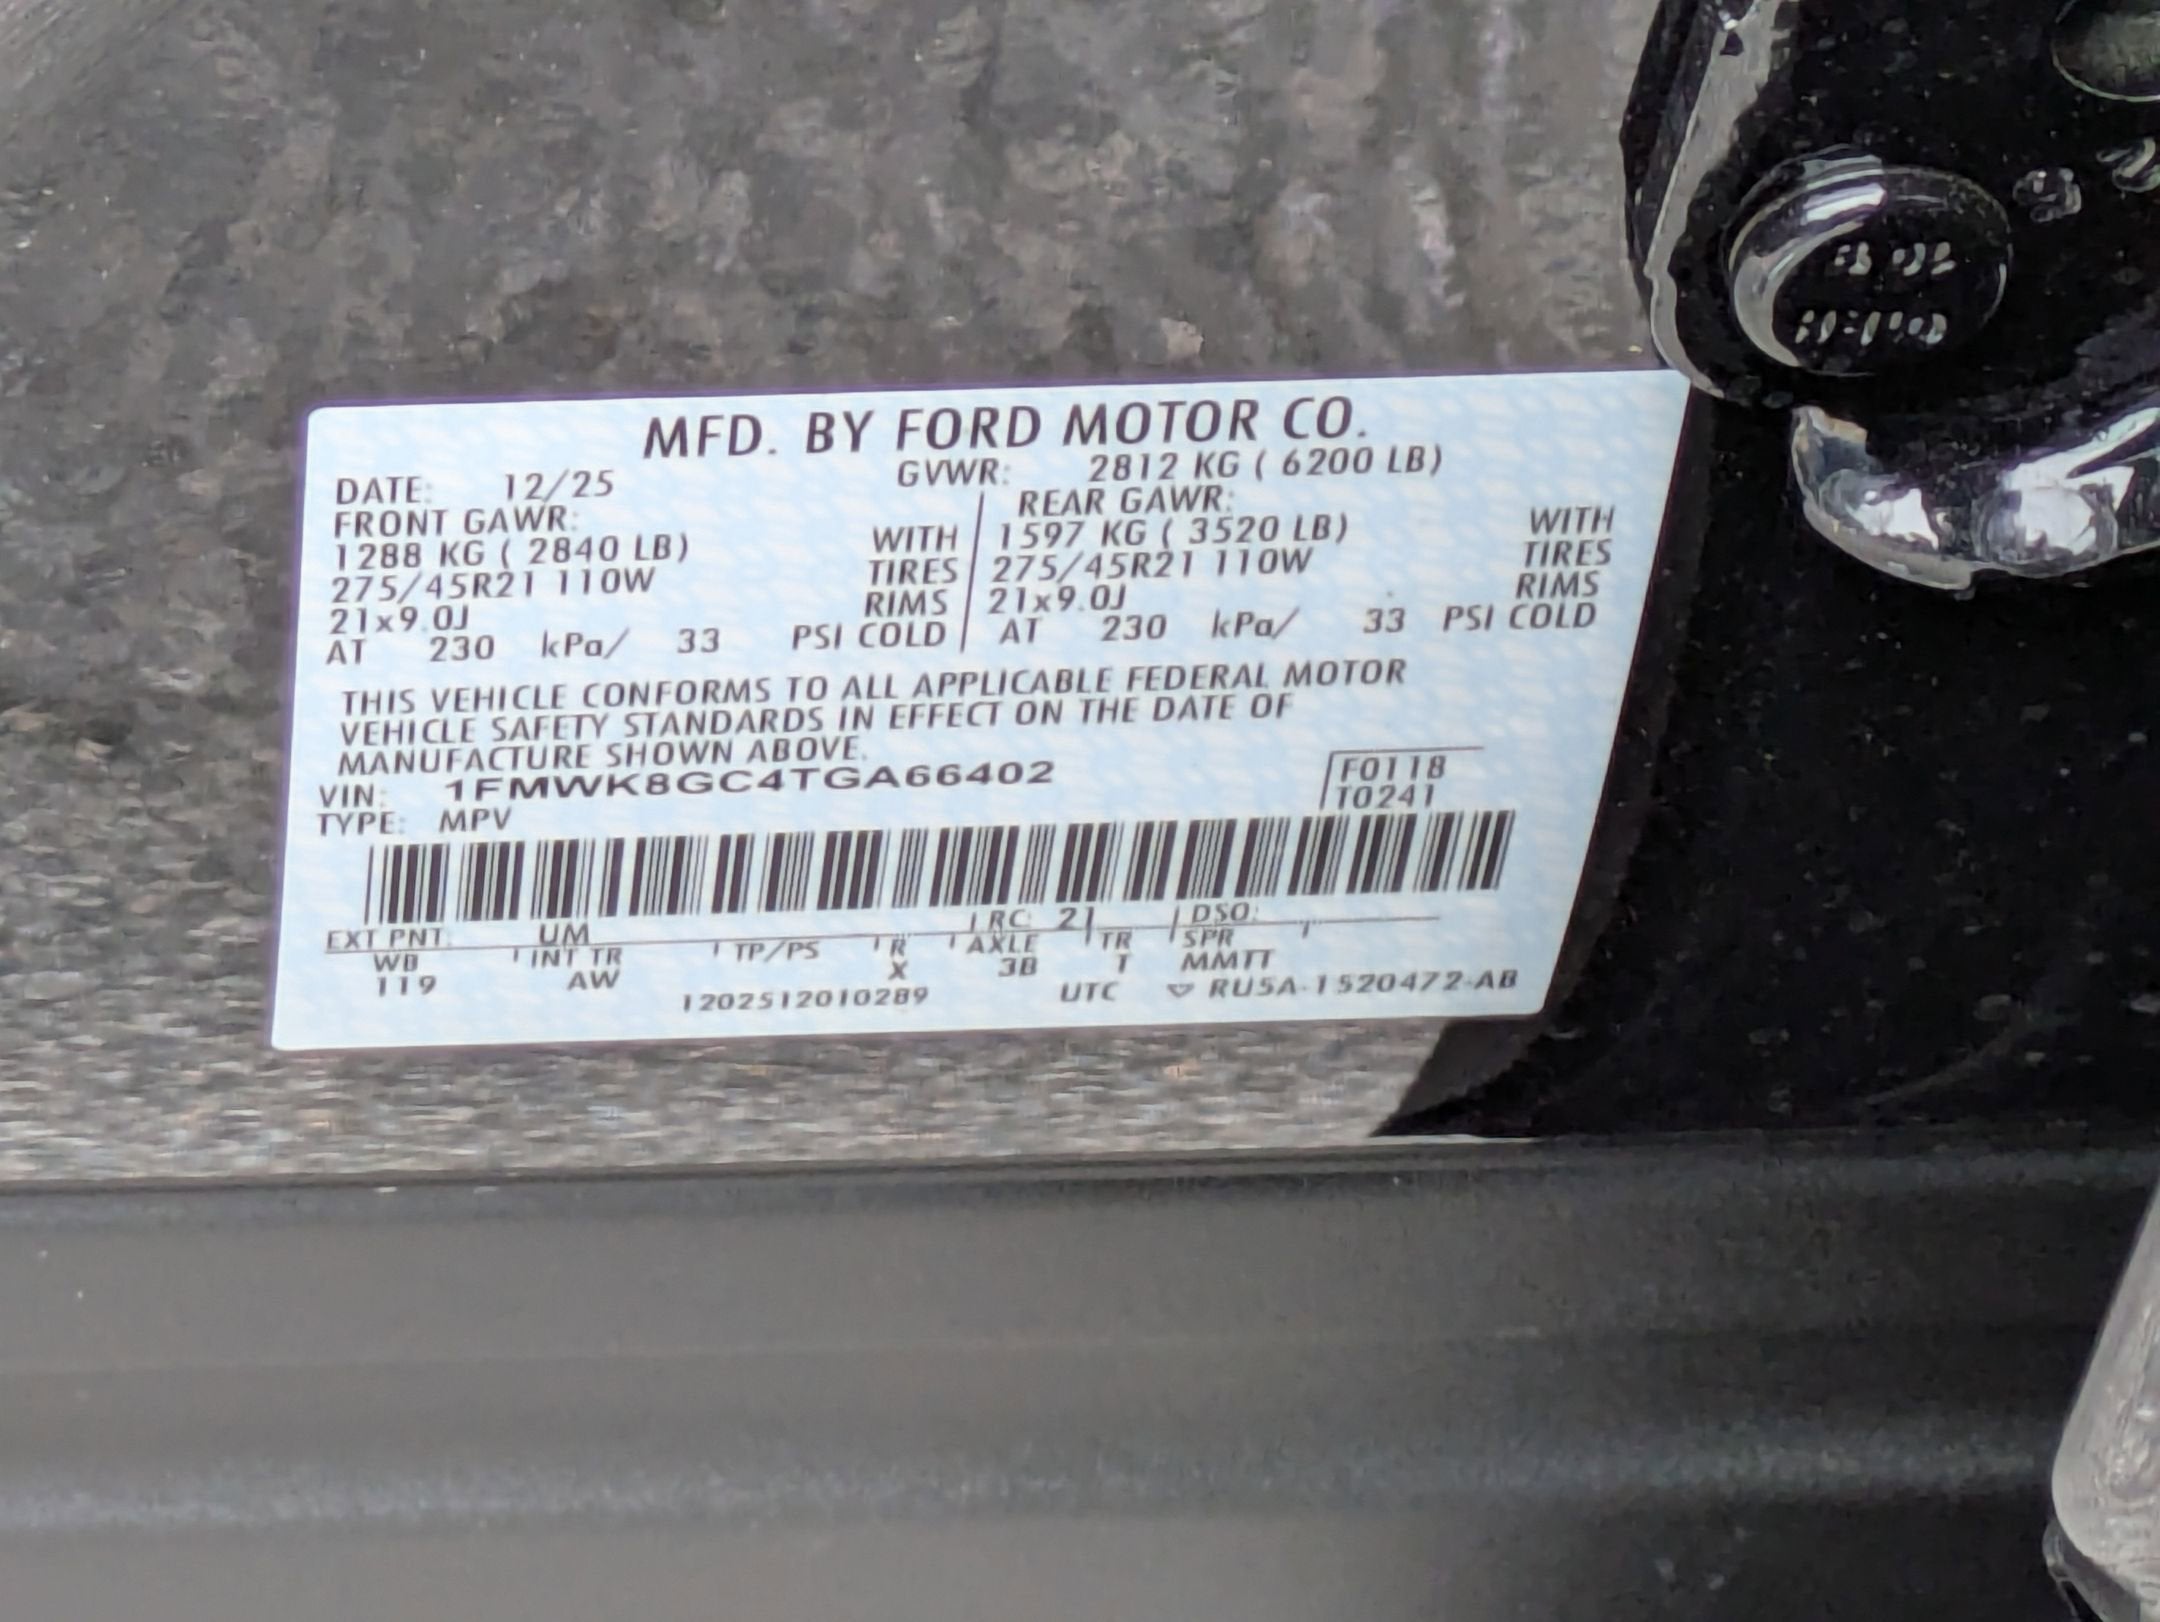 MFD. BY FORD MOTOR CO.
DATE: 12/25 GVWR: 2812 KG ( 6200 LB)
FRONT GAWR: REAR GAWR:
1288 KG ( 2840 LB) WITH 1597 KG ( 3520 LB) WITH
275/45R21 110W TIRES 275/45R21 110W TIRES
21x9.0J RIMS 21x9.0J RIMS
AT 230 kPa/ 33 PSI COLD AT 230 kPa/ 33 PSI COLD
THIS VEHICLE CONFORMS TO ALL APPLICABLE FEDERAL MOTOR
VEHICLE SAFETY STANDARDS IN EFFECT ON THE DATE OF
MANUFACTURE SHOWN ABOVE.
VIN: 1FMWK8GC4TGA66402 F0118
TYPE: MPV T0241
EXT PNT: UM RC: 21 DSO:
WB INT TR TP/PS R AXLE TR SPR
119 AW X 3B T MMTT
1202512010289 UTC RU5A-1520472-AB